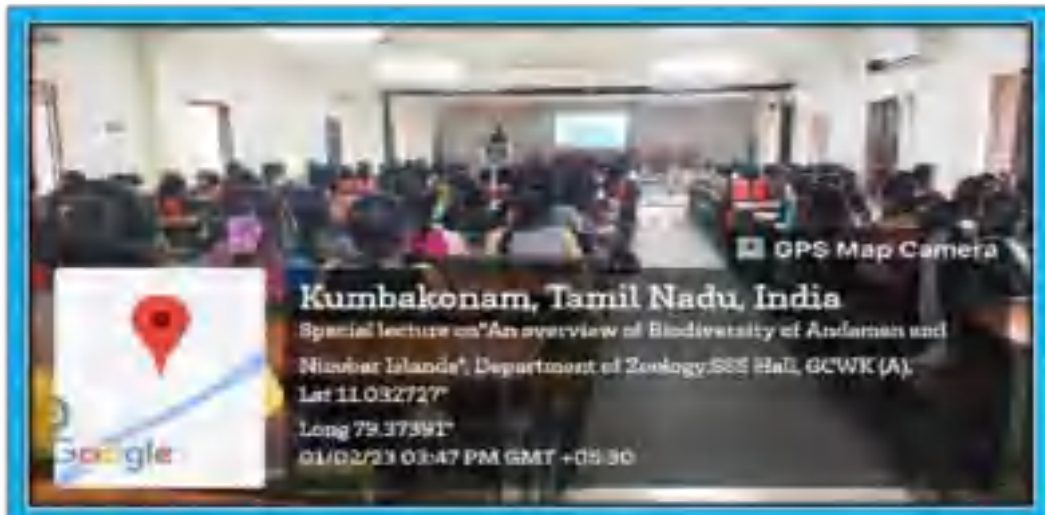 GPS Map Camera
Kumbakonam, Tamil Nadu, India
Special lecture on"An overview of Biodiversity of Andaman and
Nicobar Islands", Department of Zoology,SSS Hall, GCWK (A),
Lat 11.032727°
Long 79.37391°
01/02/23 03:47 PM GMT +05:30
Google